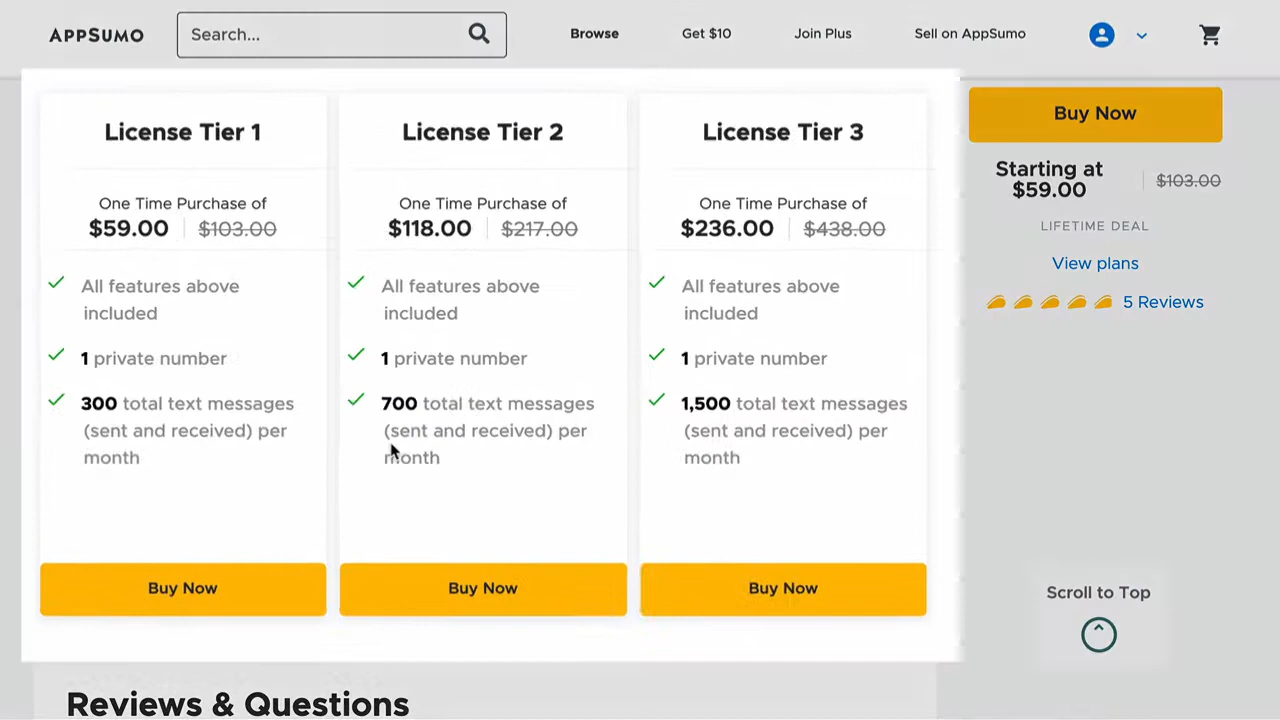 APPSUMO
Search...
Browse
Get $10
Join Plus
Sell on AppSumo
License Tier 1
One Time Purchase of
$59.00 $103.00
All features above
included
1 private number
300 total text messages
(sent and received) per
month
Buy Now
License Tier 2
One Time Purchase of
$118.00 $217.00
All features above
included
1 private number
700 total text messages
(sent and received) per
month
Buy Now
License Tier 3
One Time Purchase of
$236.00 $438.00
All features above
included
1 private number
1,500 total text messages
(sent and received) per
month
Buy Now
Buy Now
Starting at
$59.00
$103.00
LIFETIME DEAL
View plans
5 Reviews
Scroll to Top
Reviews & Questions